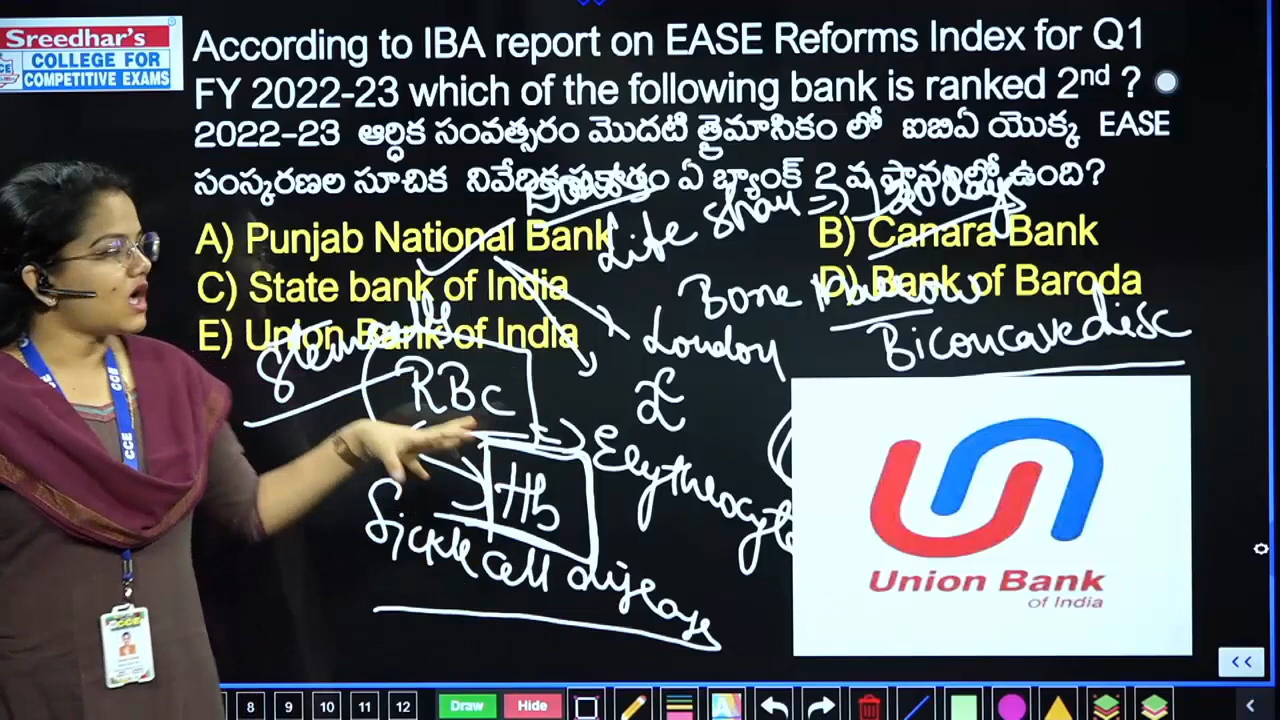 Sreedhar's
COLLEGE FOR
COMPETITIVE EXAMS
According to IBA report on EASE Reforms Index for Q1
FY 2022-23 which of the following bank is ranked 2nd ?
2022-23 ఆర్ధిక సంవత్సరం మొదటి త్రైమాసికం లో ఐబిఏ యొక్క EASE
సంస్కరణల సూచిక నివేదిక ప్రకారం ఏ బ్యాంక్ 2 వ స్థానంలో ఉంది?
Life Span => 120 days
A) Punjab National Bank
B) Canara Bank
C) State bank of India
D) Bank of Baroda
Bone Marrow
E) Union Bank of India
London
Biconcave disc
RBC
Hb
Sickle cell disease
Union Bank
of India
CCE
CCE
8 9 10 11 12 Draw Hide